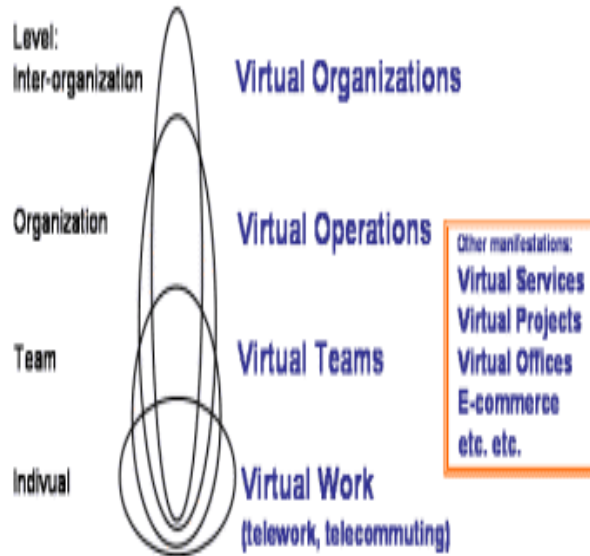 Level:
Inter-organization
Virtual Organizations
Organization
Virtual Operations
Team
Virtual Teams
Indivual
Virtual Work
(telework, telecommuting)
Other manifestations:
Virtual Services
Virtual Projects
Virtual Offices
E-commerce
etc. etc.